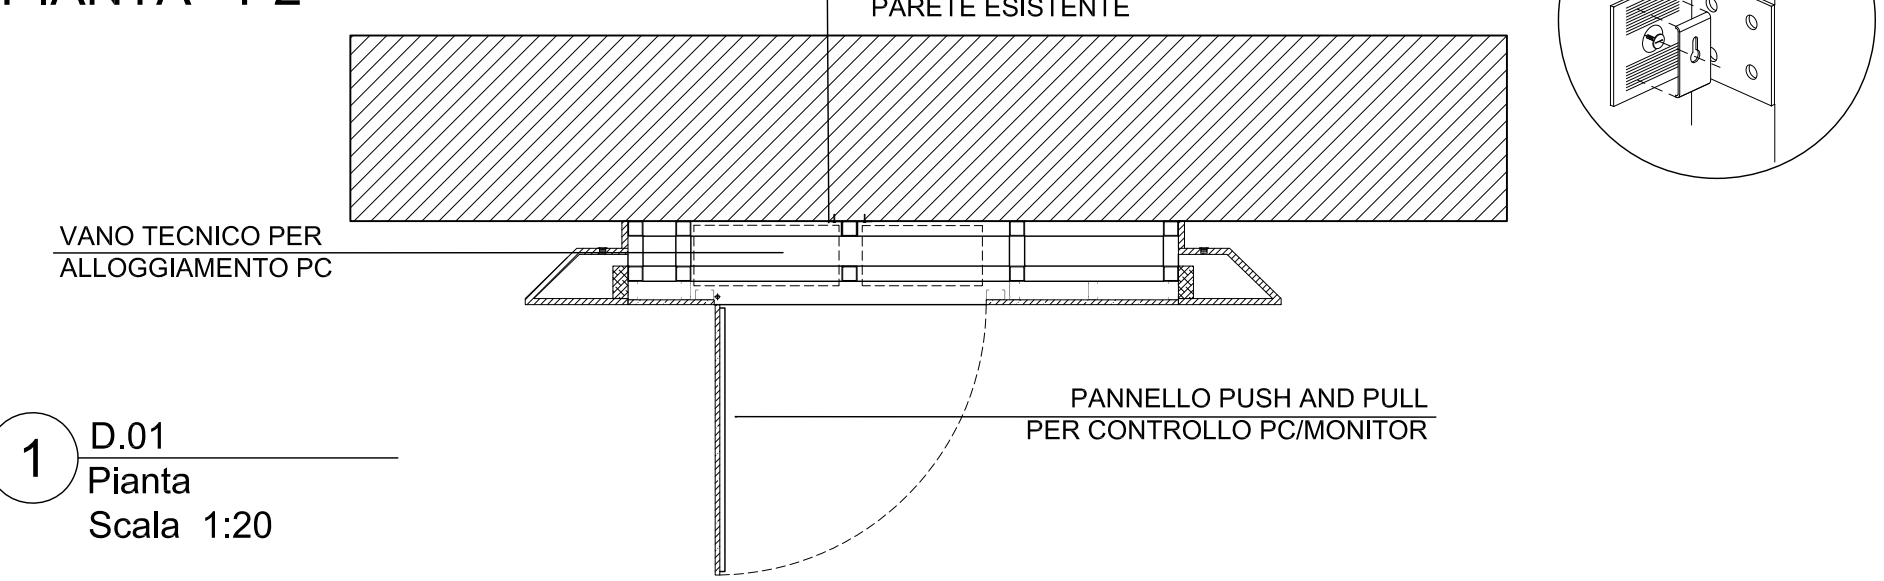 PARETE ESISTENTE
VANO TECNICO PER
ALLOGGIAMENTO PC
PANNELLO PUSH AND PULL
PER CONTROLLO PC/MONITOR
1
D.01
Pianta
Scala 1:20